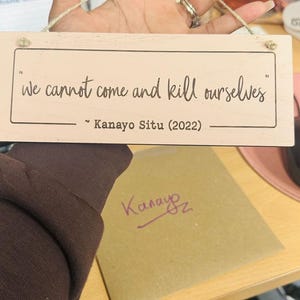 "we cannot come and kill ourselves"
~ Kanayo Situ (2022)
Kanayo